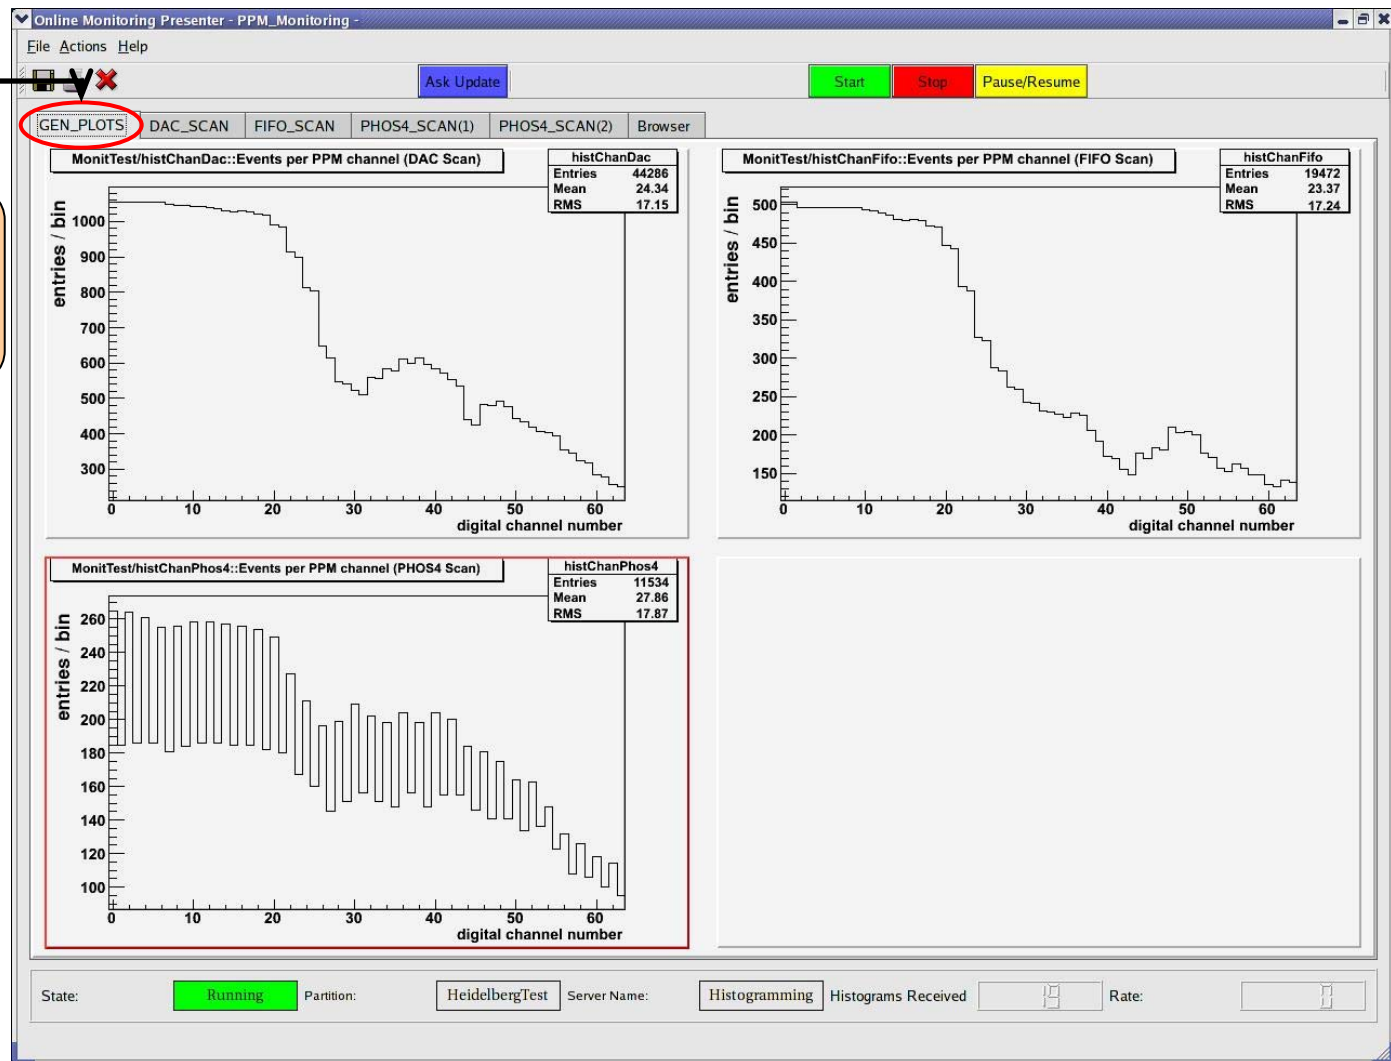 Online Monitoring Presenter - PPM_Monitoring -
File Actions Help
Ask Update
Start
Stop
Pause/Resume
GEN_PLOTS
DAC_SCAN
FIFO_SCAN
PHOS4_SCAN(1)
PHOS4_SCAN(2)
Browser
MonitTest/histChanDac::Events per PPM channel (DAC Scan)
histChanDac
Entries 44286
Mean 24.34
RMS 17.15
entries / bin
1000
900
800
700
600
500
400
300
0 10 20 30 40 50 60
digital channel number
MonitTest/histChanFifo::Events per PPM channel (FIFO Scan)
histChanFifo
Entries 19472
Mean 23.37
RMS 17.24
entries / bin
500
450
400
350
300
250
200
150
0 10 20 30 40 50 60
digital channel number
MonitTest/histChanPhos4::Events per PPM channel (PHOS4 Scan)
histChanPhos4
Entries 11534
Mean 27.86
RMS 17.87
entries / bin
260
240
220
200
180
160
140
120
100
0 10 20 30 40 50 60
digital channel number
State: Running Partition: HeidelbergTest Server Name: Histogramming Histograms Received 19 Rate: 0